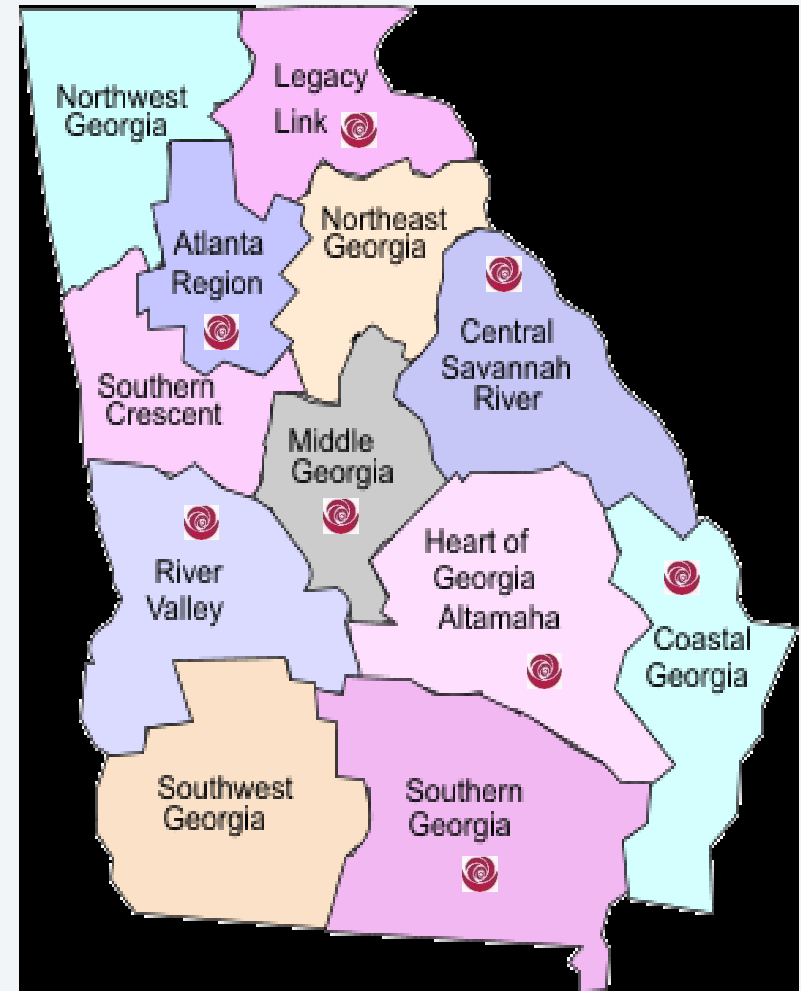 Legacy
Link
Northwest
Georgia
Northeast
Georgia
Atlanta
Region
Central
Savannah
River
Southern
Crescent
Middle
Georgia
Heart of
Georgia
Altamaha
River
Valley
Coastal
Georgia
Southwest
Georgia
Southern
Georgia